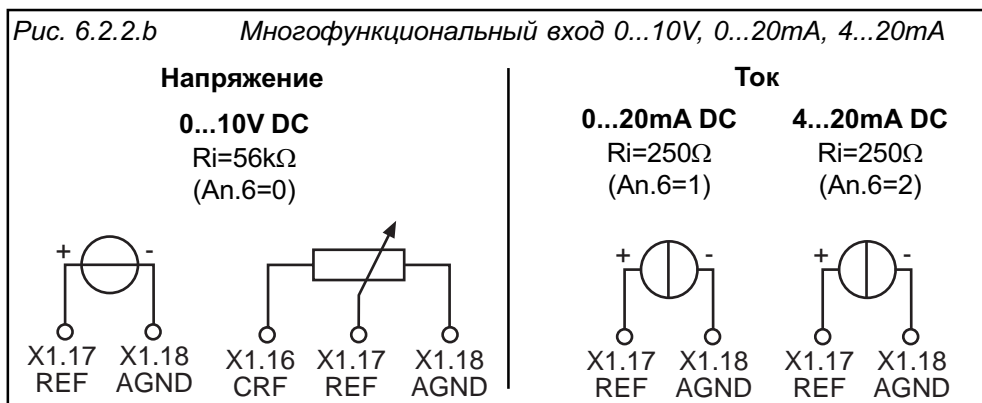 Рис. 6.2.2.b Многофункциональный вход 0...10V, 0...20mA, 4...20mA
Напряжение
0...10V DC
Ri=56kΩ
(An.6=0)
+ -
X1.17 X1.18
REF AGND
X1.16 X1.17 X1.18
CRF REF AGND
Ток
0...20mA DC 4...20mA DC
Ri=250Ω Ri=250Ω
(An.6=1) (An.6=2)
+ - + -
X1.17 X1.18 X1.17 X1.18
REF AGND REF AGND